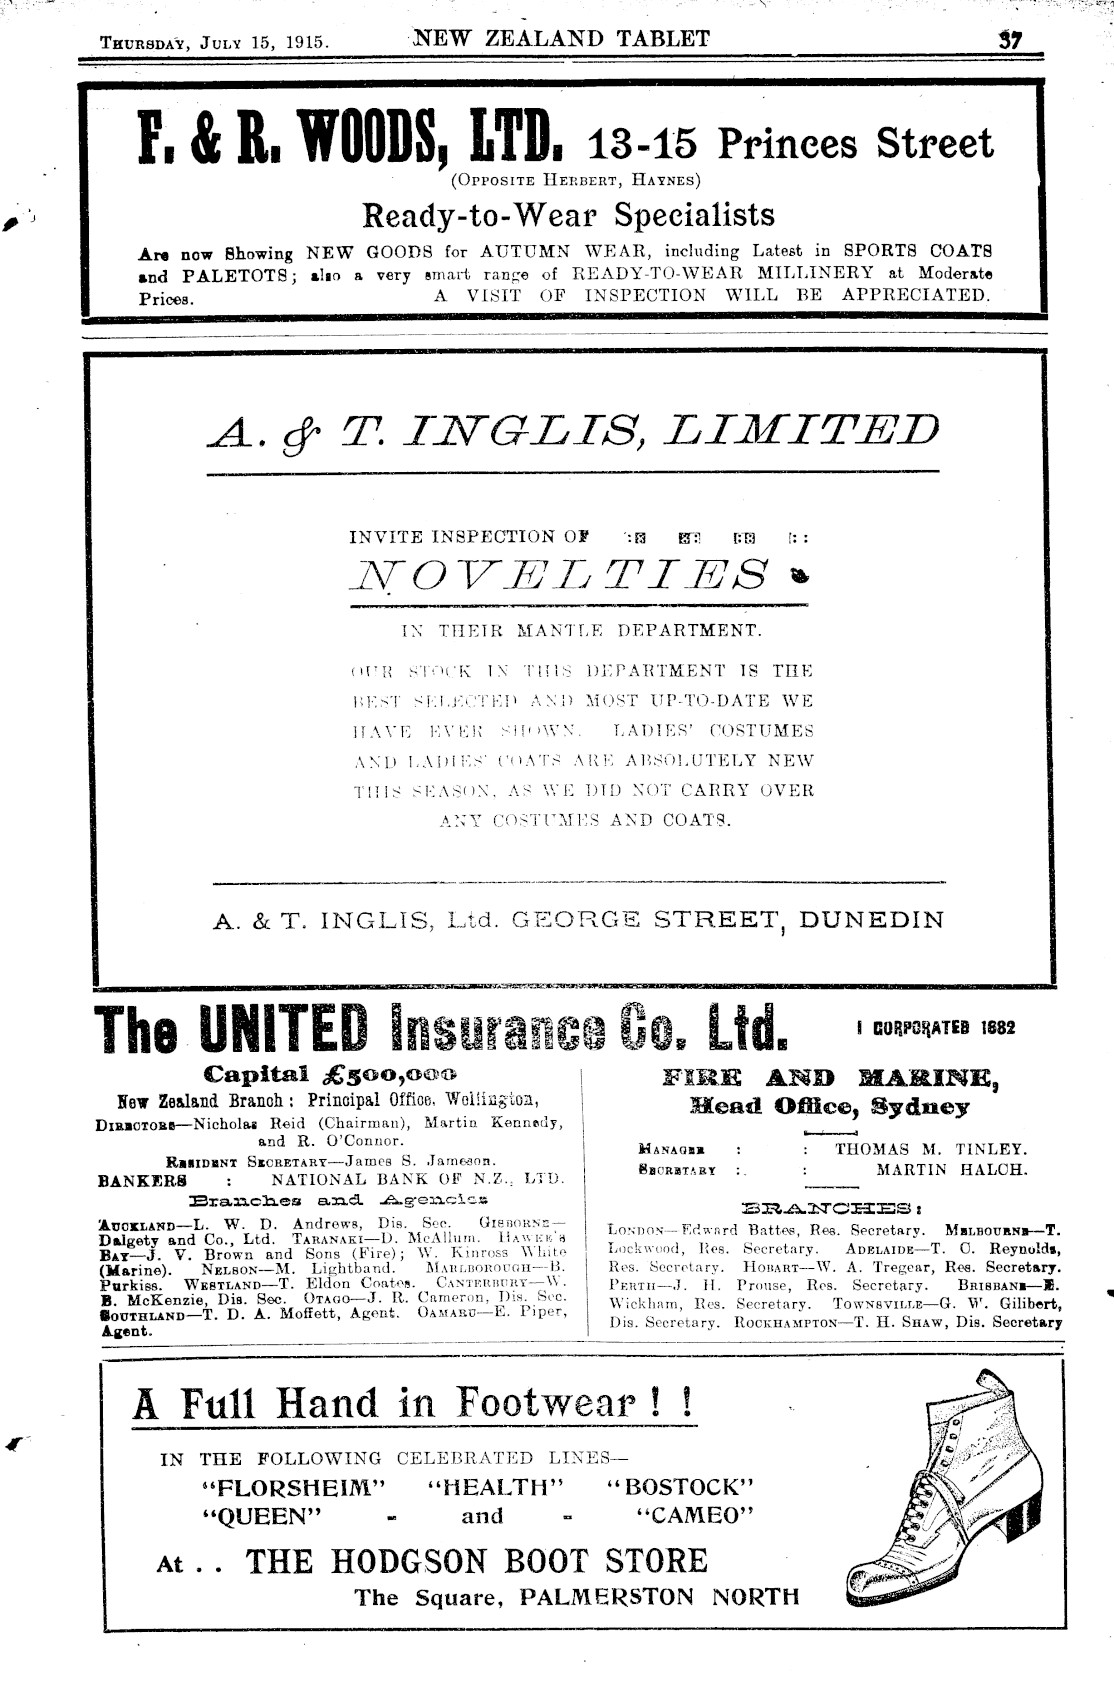 THURSDAY, JULY 15, 1915. NEW ZEALAND TABLET 37
F. & R. WOODS, LTD. 13-15 Princes Street
(OPPOSITE HERBERT, HAYNES)
Ready-to-Wear Specialists
Are now Showing NEW GOODS for AUTUMN WEAR, including Latest in SPORTS COATS
and PALETOTS; also a very smart range of READY-TO-WEAR MILLINERY at Moderate
Prices. A VISIT OF INSPECTION WILL BE APPRECIATED.
A. & T. INGLIS, LIMITED
INVITE INSPECTION OF
NOVELTIES
IN THEIR MANTLE DEPARTMENT.
OUR STOCK IN THIS DEPARTMENT IS THE
BEST SELECTED AND MOST UP-TO-DATE WE
HAVE EVER SHOWN. LADIES' COSTUMES
AND LADIES' COATS ARE ABSOLUTELY NEW
THIS SEASON, AS WE DID NOT CARRY OVER
ANY COSTUMES AND COATS.
A. & T. INGLIS, Ltd. GEORGE STREET, DUNEDIN
The UNITED Insurance Co. Ltd. I CORPORATED 1882
Capital £500,000
New Zealand Branch: Principal Office, Wellington,
DIRECTORS—Nicholas Reid (Chairman), Martin Kennedy,
and R. O'Connor.
RESIDENT SECRETARY—James S. Jameson.
BANKERS : NATIONAL BANK OF N.Z., LTD.
Branches and Agencies
AUCKLAND—L. W. D. Andrews, Dis. Sec. GISBORNE—
Dalgety and Co., Ltd. TARANAKI—D. McAllum. HAWKE'S
BAY—J. V. Brown and Sons (Fire); W. Kinross White
(Marine). NELSON—M. Lightband. MARLBOROUGH—B.
Purkiss. WESTLAND—T. Eldon Coates. CANTERBURY—W.
B. McKenzie, Dis. Sec. OTAGO—J. R. Cameron, Dis. Sec.
SOUTHLAND—T. D. A. Moffett, Agent. OAMARU—E. Piper,
Agent.
FIRE AND MARINE,
Head Office, Sydney
MANAGER : : THOMAS M. TINLEY.
SECRETARY : : MARTIN HALCH.
BRANCHES:
LONDON—Edward Battes, Res. Secretary. MELBOURNE—T.
Lockwood, Res. Secretary. ADELAIDE—T. C. Reynolds,
Res. Secretary. HOBART—W. A. Tregear, Res. Secretary.
PERTH—J. H. Prouse, Res. Secretary. BRISBANE—E.
Wickham, Res. Secretary. TOWNSVILLE—G. W. Gilibert,
Dis. Secretary. ROCKHAMPTON—T. H. SHAW, Dis. Secretary
A Full Hand in Footwear ! !
IN THE FOLLOWING CELEBRATED LINES—
"FLORSHEIM" "HEALTH" "BOSTOCK"
"QUEEN" - and - "CAMEO"
At . . THE HODGSON BOOT STORE
The Square, PALMERSTON NORTH